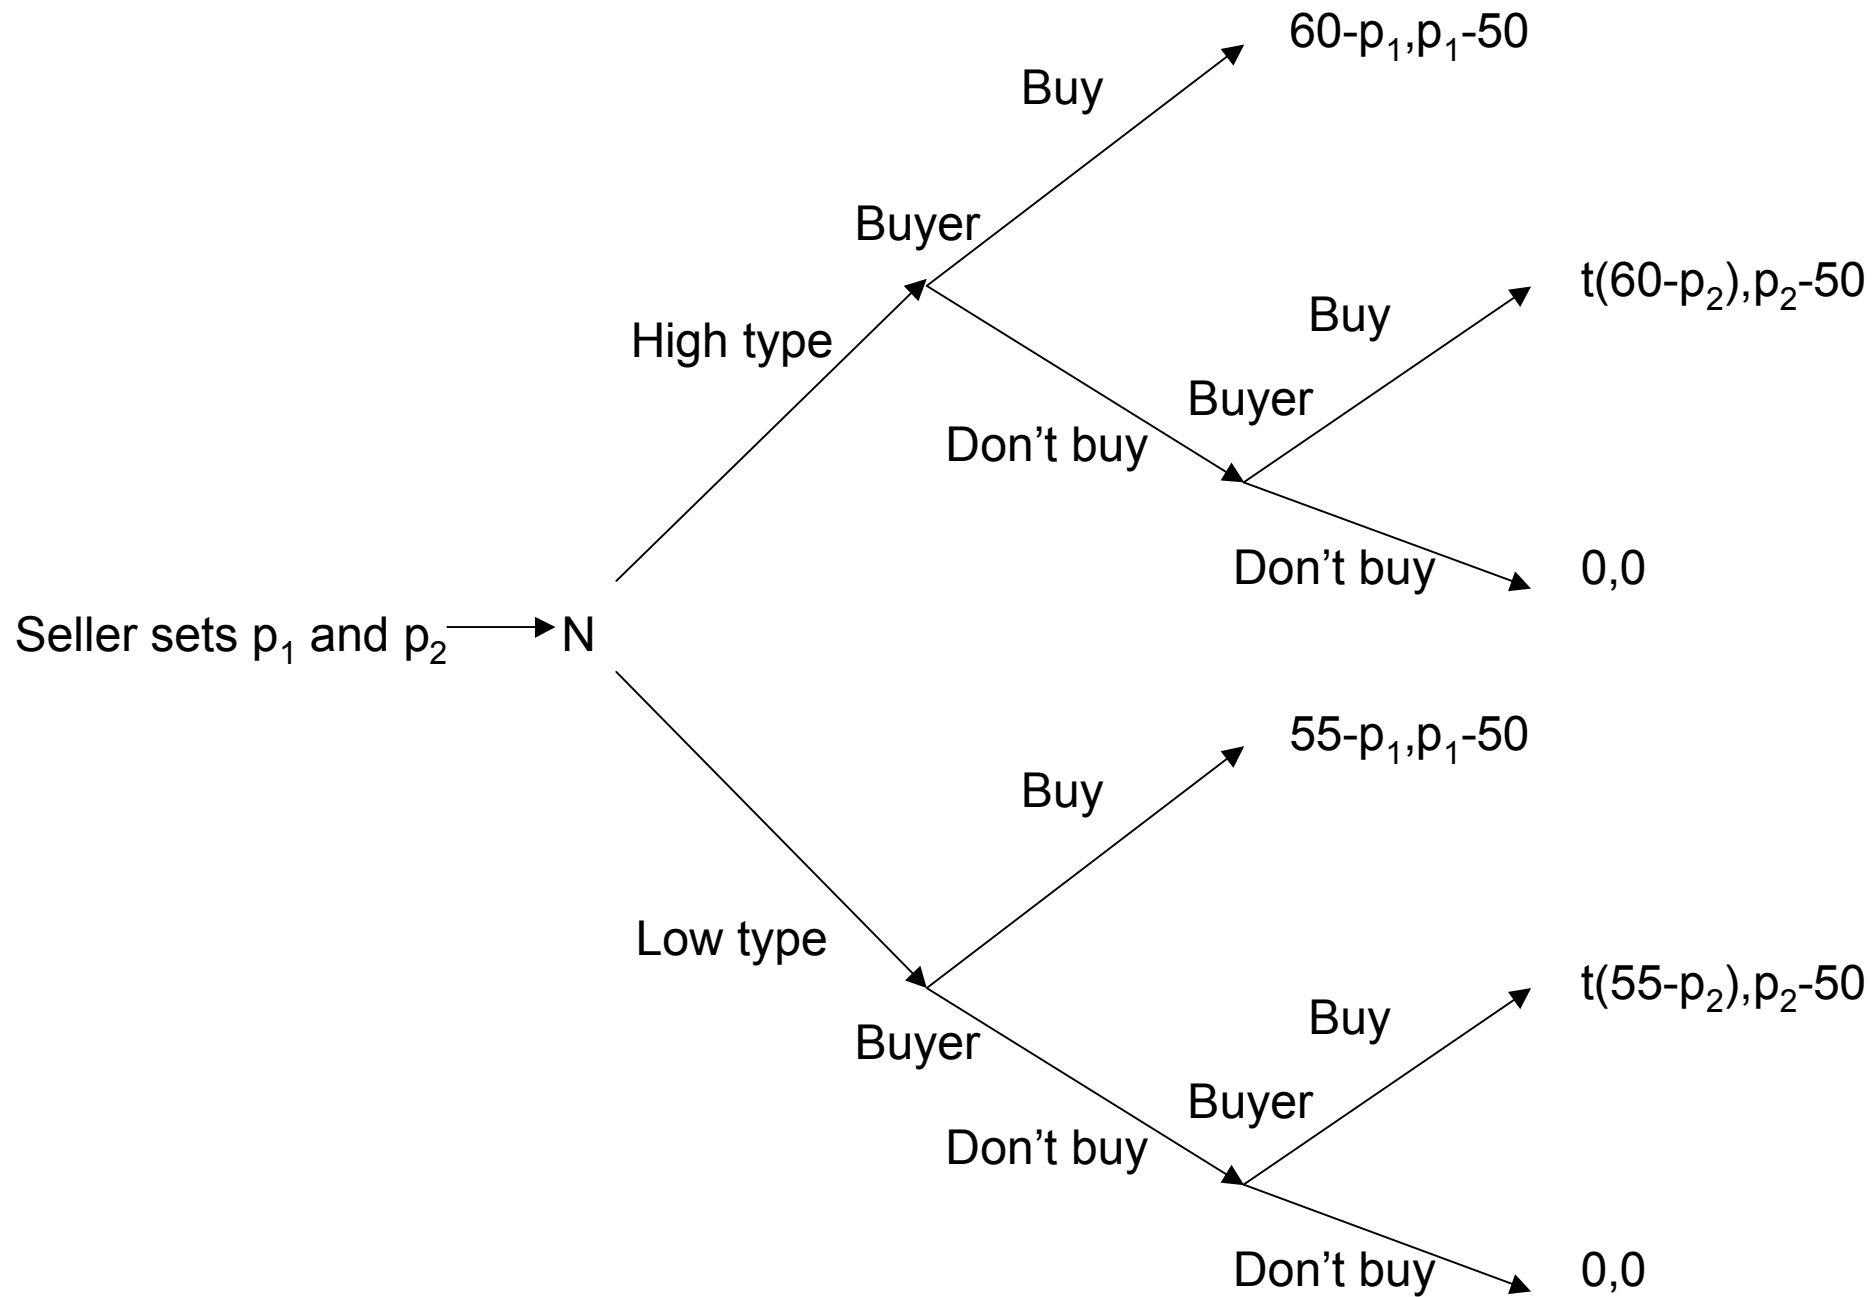 60-p₁,p₁-50
Buy
Buyer
t(60-p₂),p₂-50
Buy
High type
Buyer
Don’t buy
Don’t buy
0,0
Seller sets p₁ and p₂
N
55-p₁,p₁-50
Buy
Low type
t(55-p₂),p₂-50
Buy
Buyer
Buyer
Don’t buy
Don’t buy
0,0